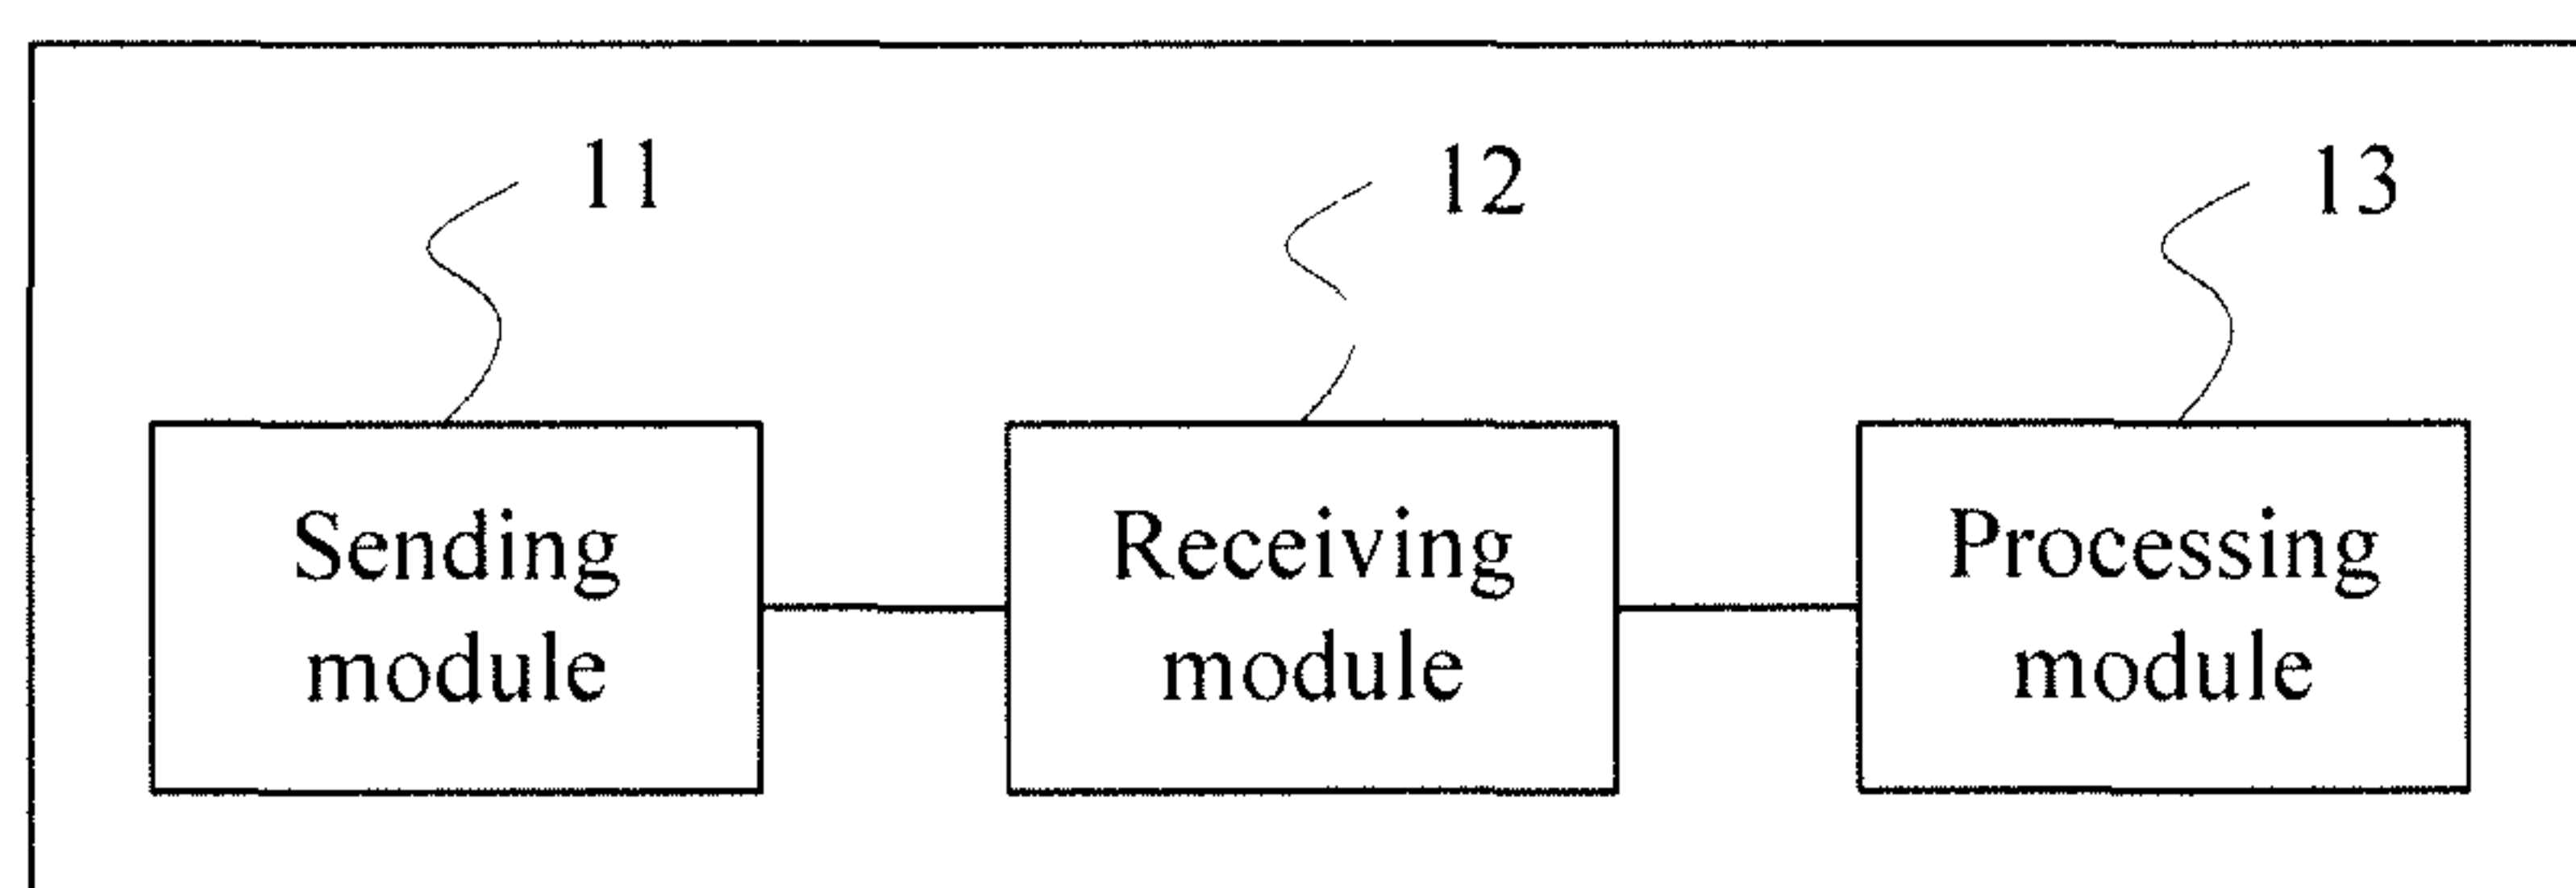 11
12
13
Sending
module
Receiving
module
Processing
module